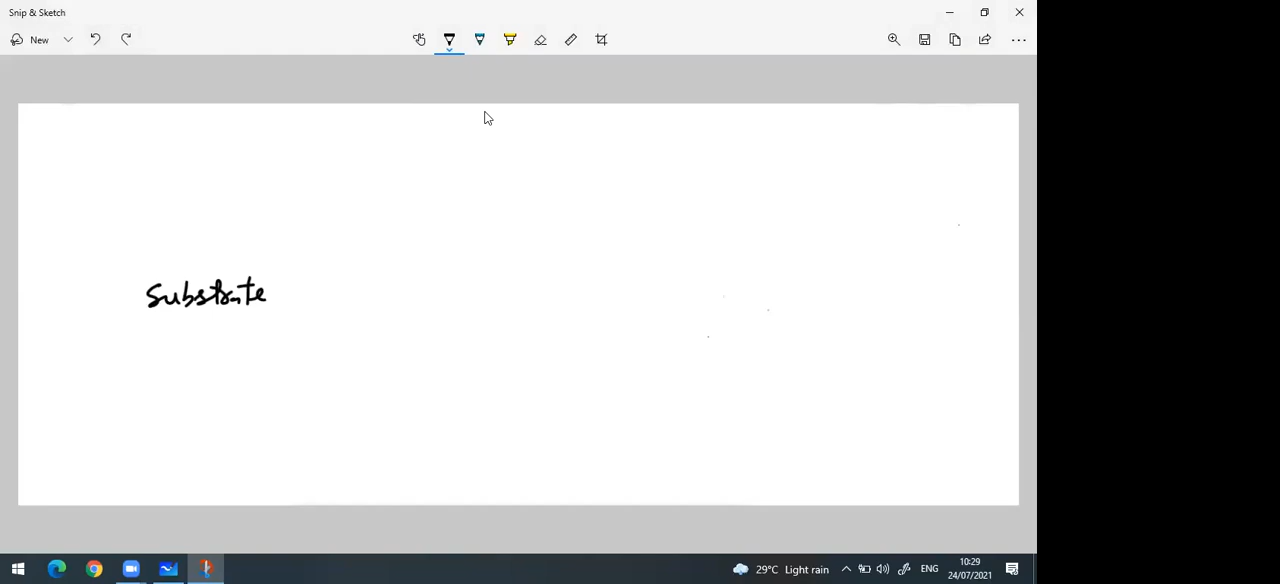 Snip & Sketch
New
Substrate
29°C Light rain
ENG
10:29
24/07/2021